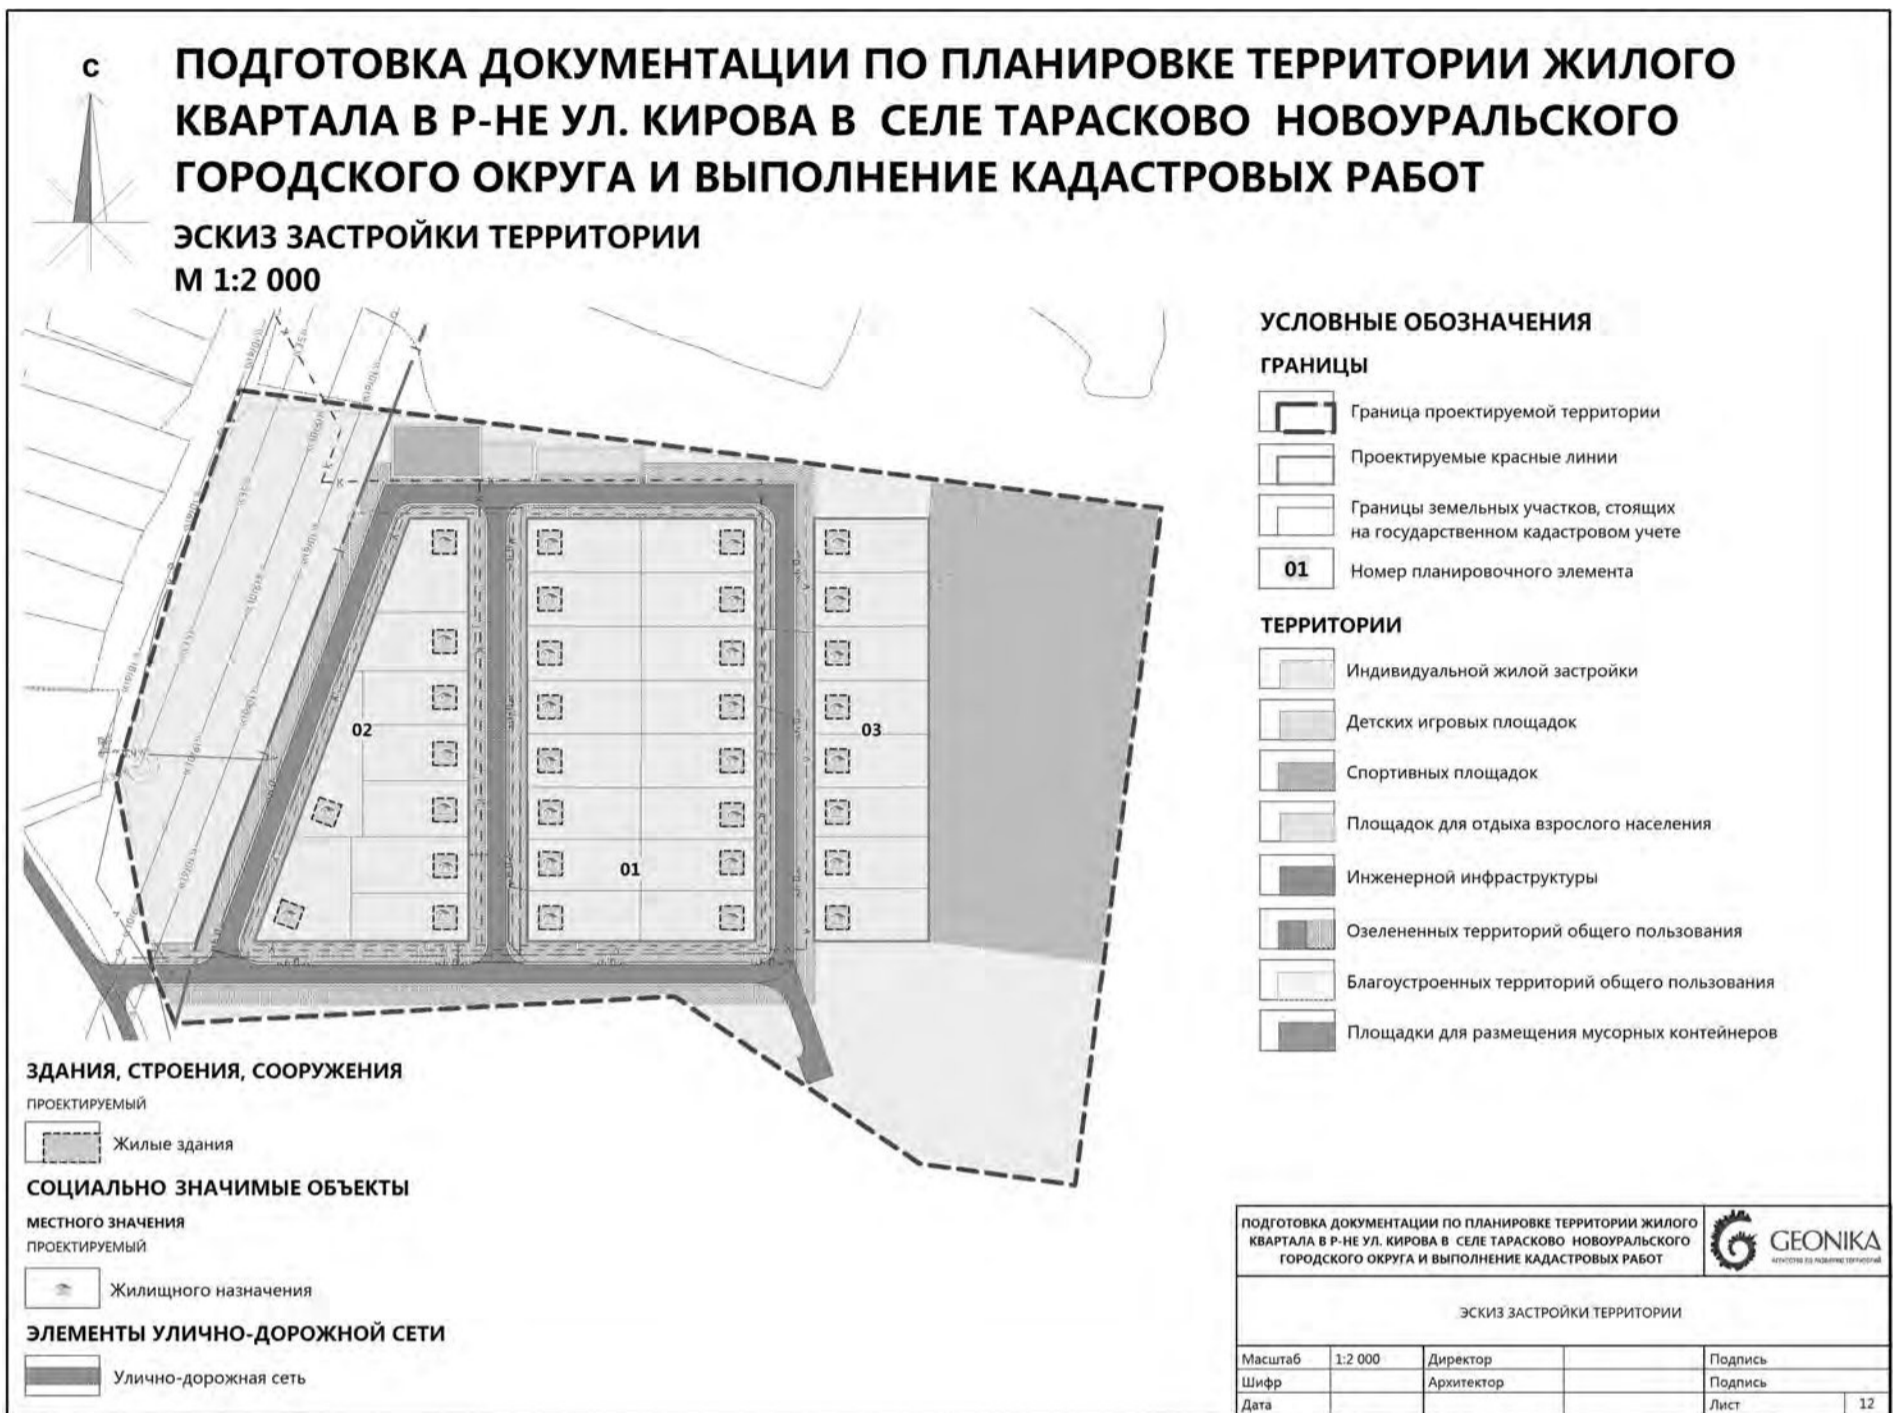 С
ПОДГОТОВКА ДОКУМЕНТАЦИИ ПО ПЛАНИРОВКЕ ТЕРРИТОРИИ ЖИЛОГО
КВАРТАЛА В Р-НЕ УЛ. КИРОВА В СЕЛЕ ТАРАСКОВО НОВОУРАЛЬСКОГО
ГОРОДСКОГО ОКРУГА И ВЫПОЛНЕНИЕ КАДАСТРОВЫХ РАБОТ
ЭСКИЗ ЗАСТРОЙКИ ТЕРРИТОРИИ
М 1:2 000
02
03
01
УСЛОВНЫЕ ОБОЗНАЧЕНИЯ
ГРАНИЦЫ
Граница проектируемой территории
Проектируемые красные линии
Границы земельных участков, стоящих
на государственном кадастровом учете
01 Номер планировочного элемента
ТЕРРИТОРИИ
Индивидуальной жилой застройки
Детских игровых площадок
Спортивных площадок
Площадок для отдыха взрослого населения
Инженерной инфраструктуры
Озелененных территорий общего пользования
Благоустроенных территорий общего пользования
Площадки для размещения мусорных контейнеров
ЗДАНИЯ, СТРОЕНИЯ, СООРУЖЕНИЯ
ПРОЕКТИРУЕМЫЙ
Жилые здания
СОЦИАЛЬНО ЗНАЧИМЫЕ ОБЪЕКТЫ
МЕСТНОГО ЗНАЧЕНИЯ
ПРОЕКТИРУЕМЫЙ
Жилищного назначения
ЭЛЕМЕНТЫ УЛИЧНО-ДОРОЖНОЙ СЕТИ
Улично-дорожная сеть
ПОДГОТОВКА ДОКУМЕНТАЦИИ ПО ПЛАНИРОВКЕ ТЕРРИТОРИИ ЖИЛОГО
КВАРТАЛА В Р-НЕ УЛ. КИРОВА В СЕЛЕ ТАРАСКОВО НОВОУРАЛЬСКОГО
ГОРОДСКОГО ОКРУГА И ВЫПОЛНЕНИЕ КАДАСТРОВЫХ РАБОТ
GEONIKA
ЭСКИЗ ЗАСТРОЙКИ ТЕРРИТОРИИ
Масштаб 1:2 000 Директор Подпись
Шифр Архитектор Подпись
Дата Лист 12